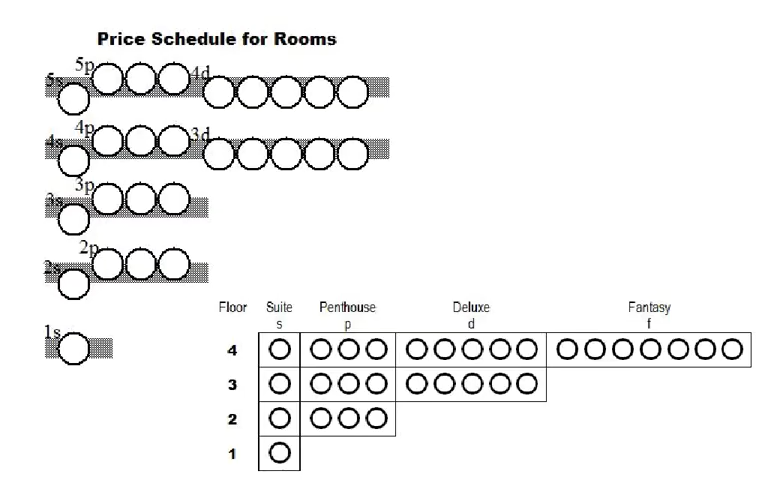 Price Schedule for Rooms
5s 5p 4d
4s 4p 3d
3s 3p
2s 2p
1s
Floor Suite Penthouse Deluxe Fantasy
s p d f
4
3
2
1